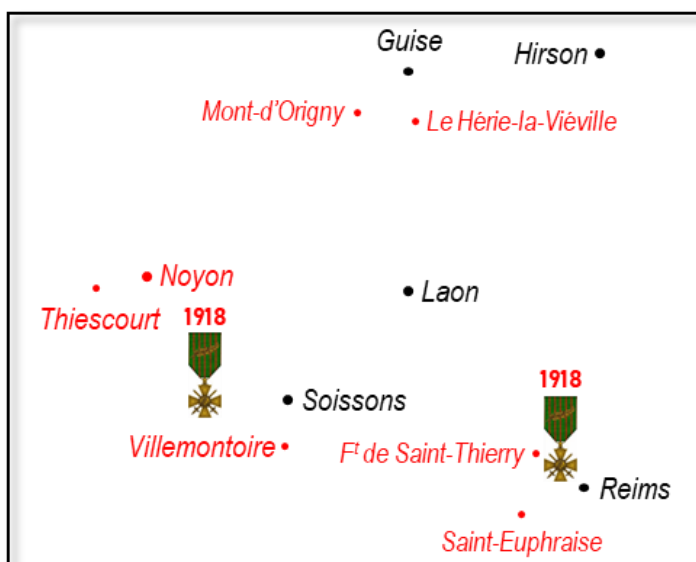 Guise
Hirson
Mont-d'Origny
Le Hérie-la-Viéville
Noyon
Laon
Thiescourt
1918
1918
Soissons
Villemontoire
Fᵗ de Saint-Thierry
Reims
Saint-Euphraise